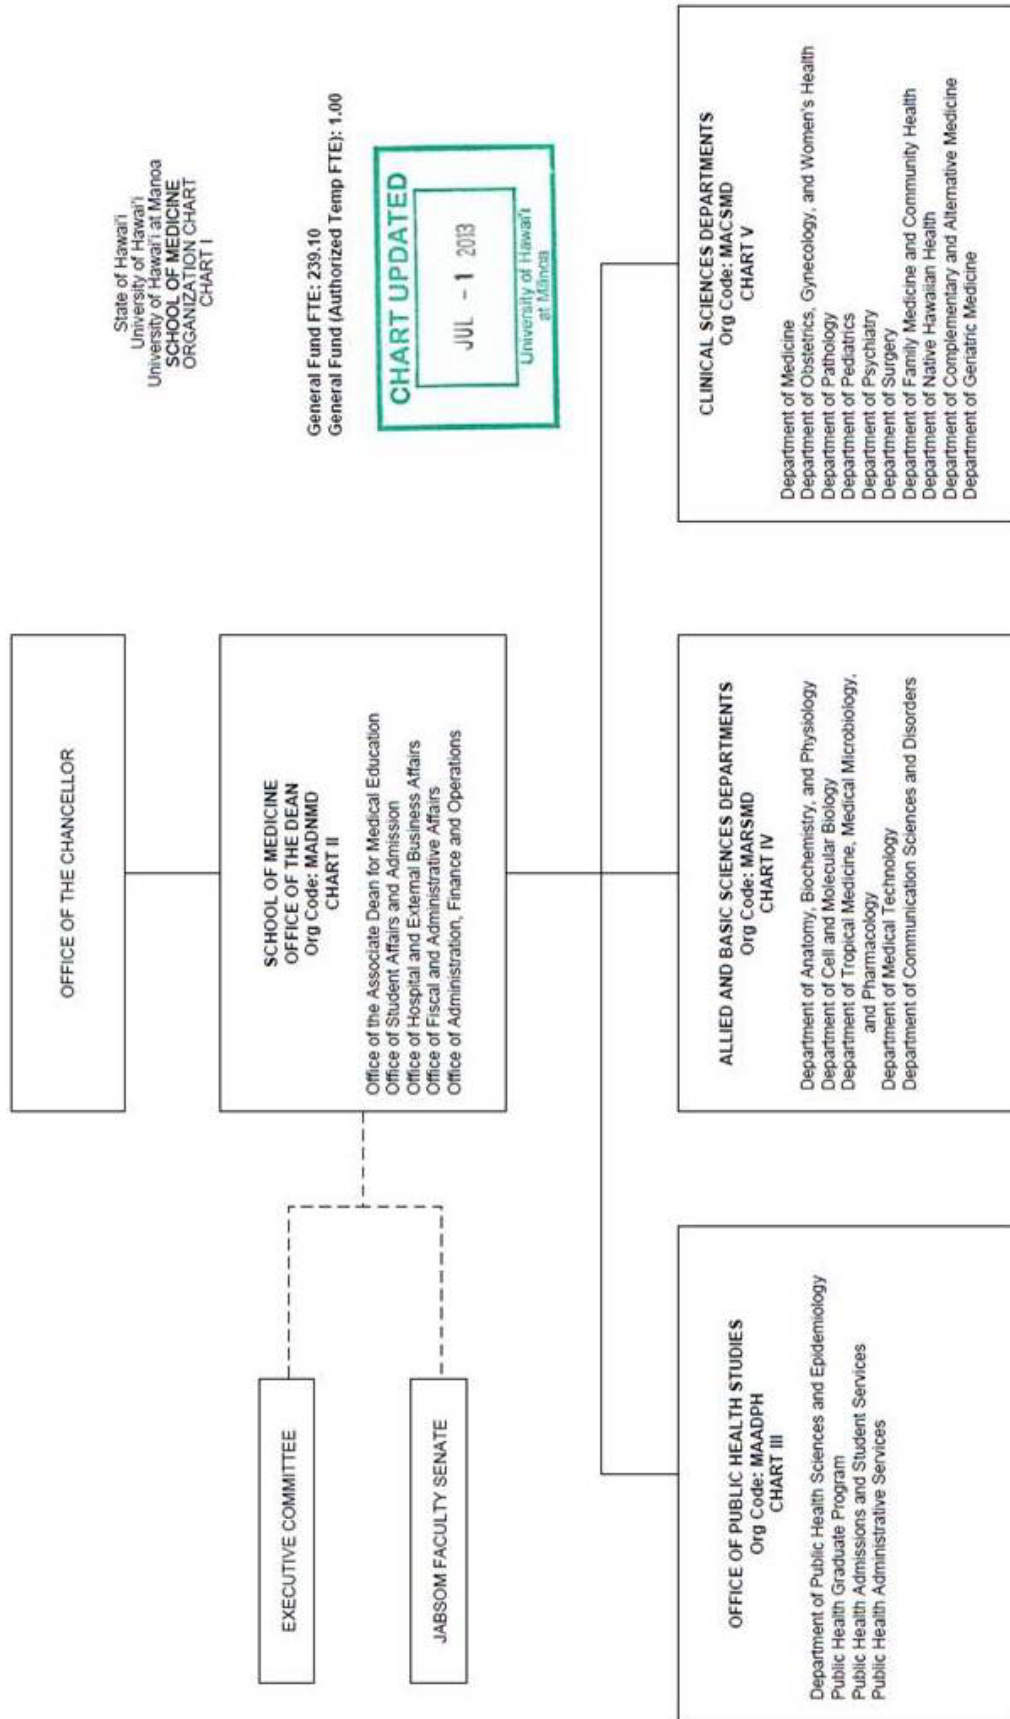 State of Hawai'i
University of Hawai'i
University of Hawai'i at Manoa
SCHOOL OF MEDICINE
ORGANIZATION CHART
CHART I
General Fund FTE: 239.10
General Fund (Authorized Temp FTE): 1.00
CHART UPDATED
JUL - 1 2013
University of Hawai'i
at Mānoa
OFFICE OF THE CHANCELLOR
SCHOOL OF MEDICINE
OFFICE OF THE DEAN
Org Code: MADNMD
CHART II
Office of the Associate Dean for Medical Education
Office of Student Affairs and Admission
Office of Hospital and External Business Affairs
Office of Fiscal and Administrative Affairs
Office of Administration, Finance and Operations
EXECUTIVE COMMITTEE
JABSOM FACULTY SENATE
OFFICE OF PUBLIC HEALTH STUDIES
Org Code: MAADPH
CHART III
Department of Public Health Sciences and Epidemiology
Public Health Graduate Program
Public Health Admissions and Student Services
Public Health Administrative Services
ALLIED AND BASIC SCIENCES DEPARTMENTS
Org Code: MARSMD
CHART IV
Department of Anatomy, Biochemistry, and Physiology
Department of Cell and Molecular Biology
Department of Tropical Medicine, Medical Microbiology,
and Pharmacology
Department of Medical Technology
Department of Communication Sciences and Disorders
CLINICAL SCIENCES DEPARTMENTS
Org Code: MACSMD
CHART V
Department of Medicine
Department of Obstetrics, Gynecology, and Women's Health
Department of Pathology
Department of Pediatrics
Department of Psychiatry
Department of Surgery
Department of Family Medicine and Community Health
Department of Native Hawaiian Health
Department of Complementary and Alternative Medicine
Department of Geriatric Medicine